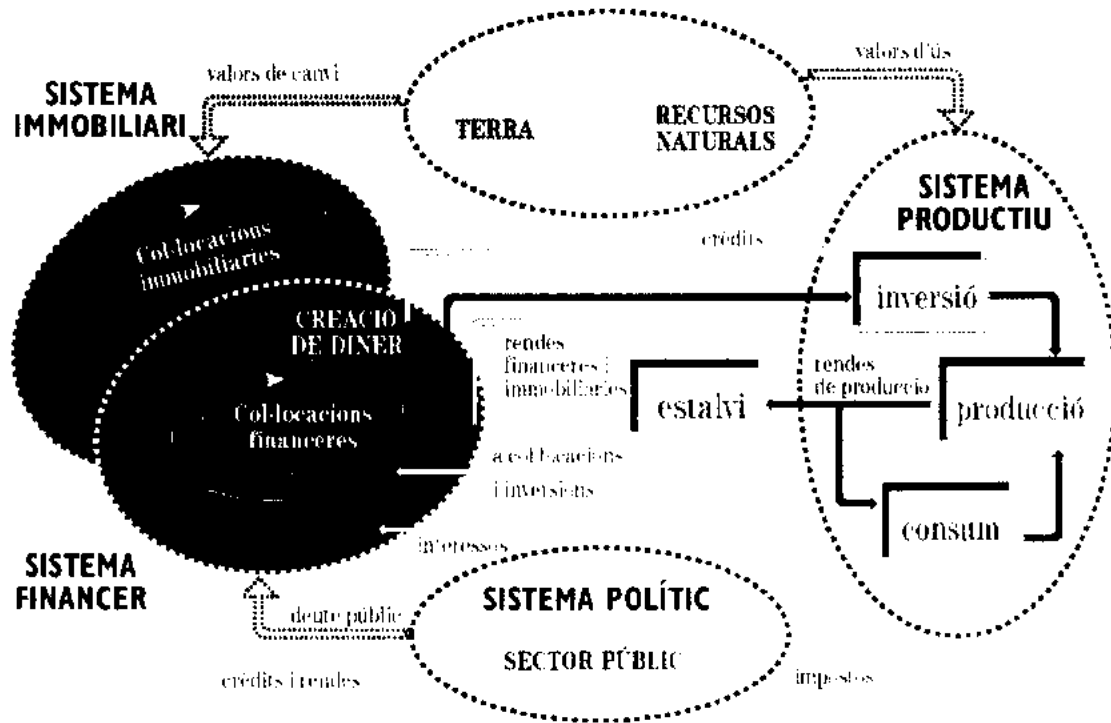 valors de canvi
valors d'ús
SISTEMA
IMMOBILIARI
TERRA
RECURSOS
NATURALS
SISTEMA
PRODUCTIU
Col·locacions
immobiliaries
crèdits
inversió
CREACIÓ
DE DINER
rendes
financeres i
immobiliaries
rendes
de producció
estalvi
producció
Col·locacions
financeres
a col·locacions
i inversions
consum
interessos
SISTEMA
FINANCER
deute públic
SISTEMA POLÍTIC
SECTOR PÚBLIC
crèdits i rendes
impostos